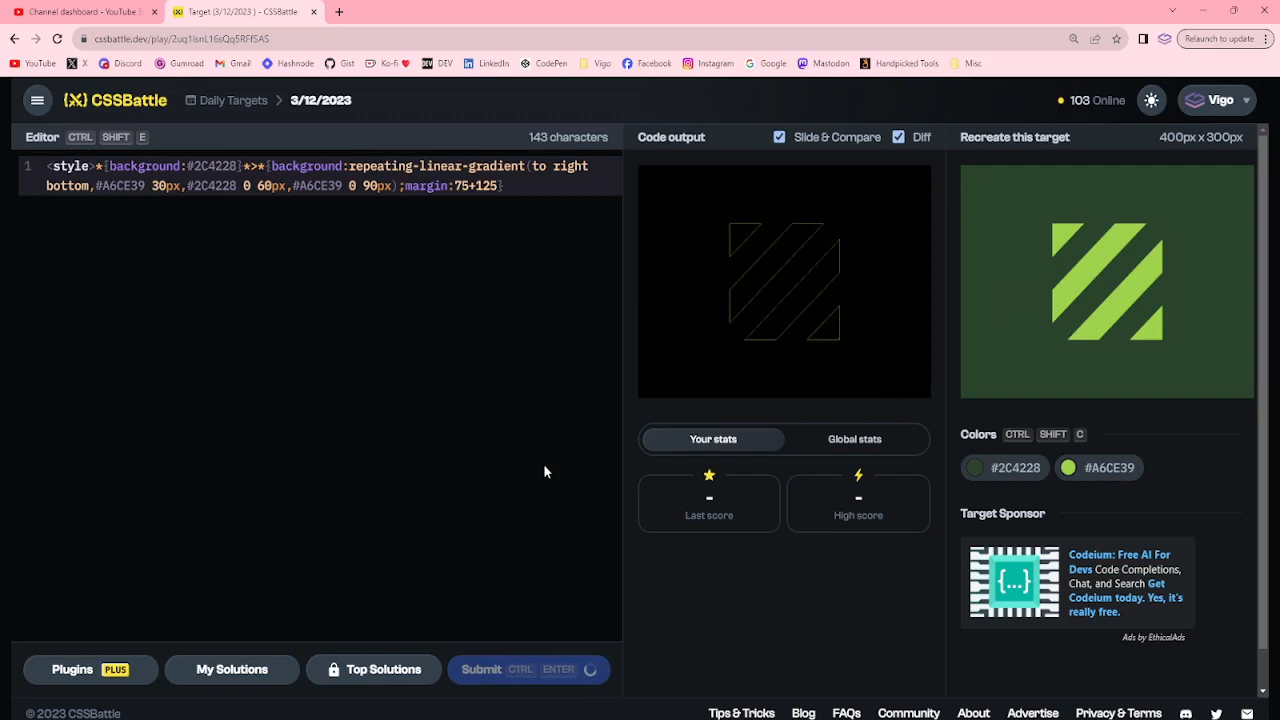 Channel dashboard - YouTube S
Target (3/12/2023 ) - CSSBattle
cssbattle.dev/play/2uq1lsnL16sQq5RFfSAS
Relaunch to update
YouTube
X
Discord
Gumroad
Gmail
Hashnode
Gist
Ko-fi
DEV
LinkedIn
CodePen
Vigo
Facebook
Instagram
Google
Mastodon
Handpicked Tools
Misc
CSSBattle
Daily Targets
3/12/2023
103 Online
Vigo
Editor CTRL SHIFT E
143 characters
Code output
Slide & Compare
Diff
Recreate this target
400px x 300px
1 <style>*{background:#2C4228}*>*{background:repeating-linear-gradient(to right
bottom,#A6CE39 30px,#2C4228 0 60px,#A6CE39 0 90px);margin:75+125}
Your stats
Global stats
-
Last score
-
High score
Colors CTRL SHIFT C
#2C4228
#A6CE39
Target Sponsor
{...}
Codeium: Free AI For
Devs Code Completions,
Chat, and Search Get
Codeium today. Yes, it's
really free.
Ads by EthicalAds
Plugins PLUS
My Solutions
Top Solutions
Submit CTRL ENTER
© 2023 CSSBattle
Tips & Tricks
Blog
FAQs
Community
About
Advertise
Privacy & Terms